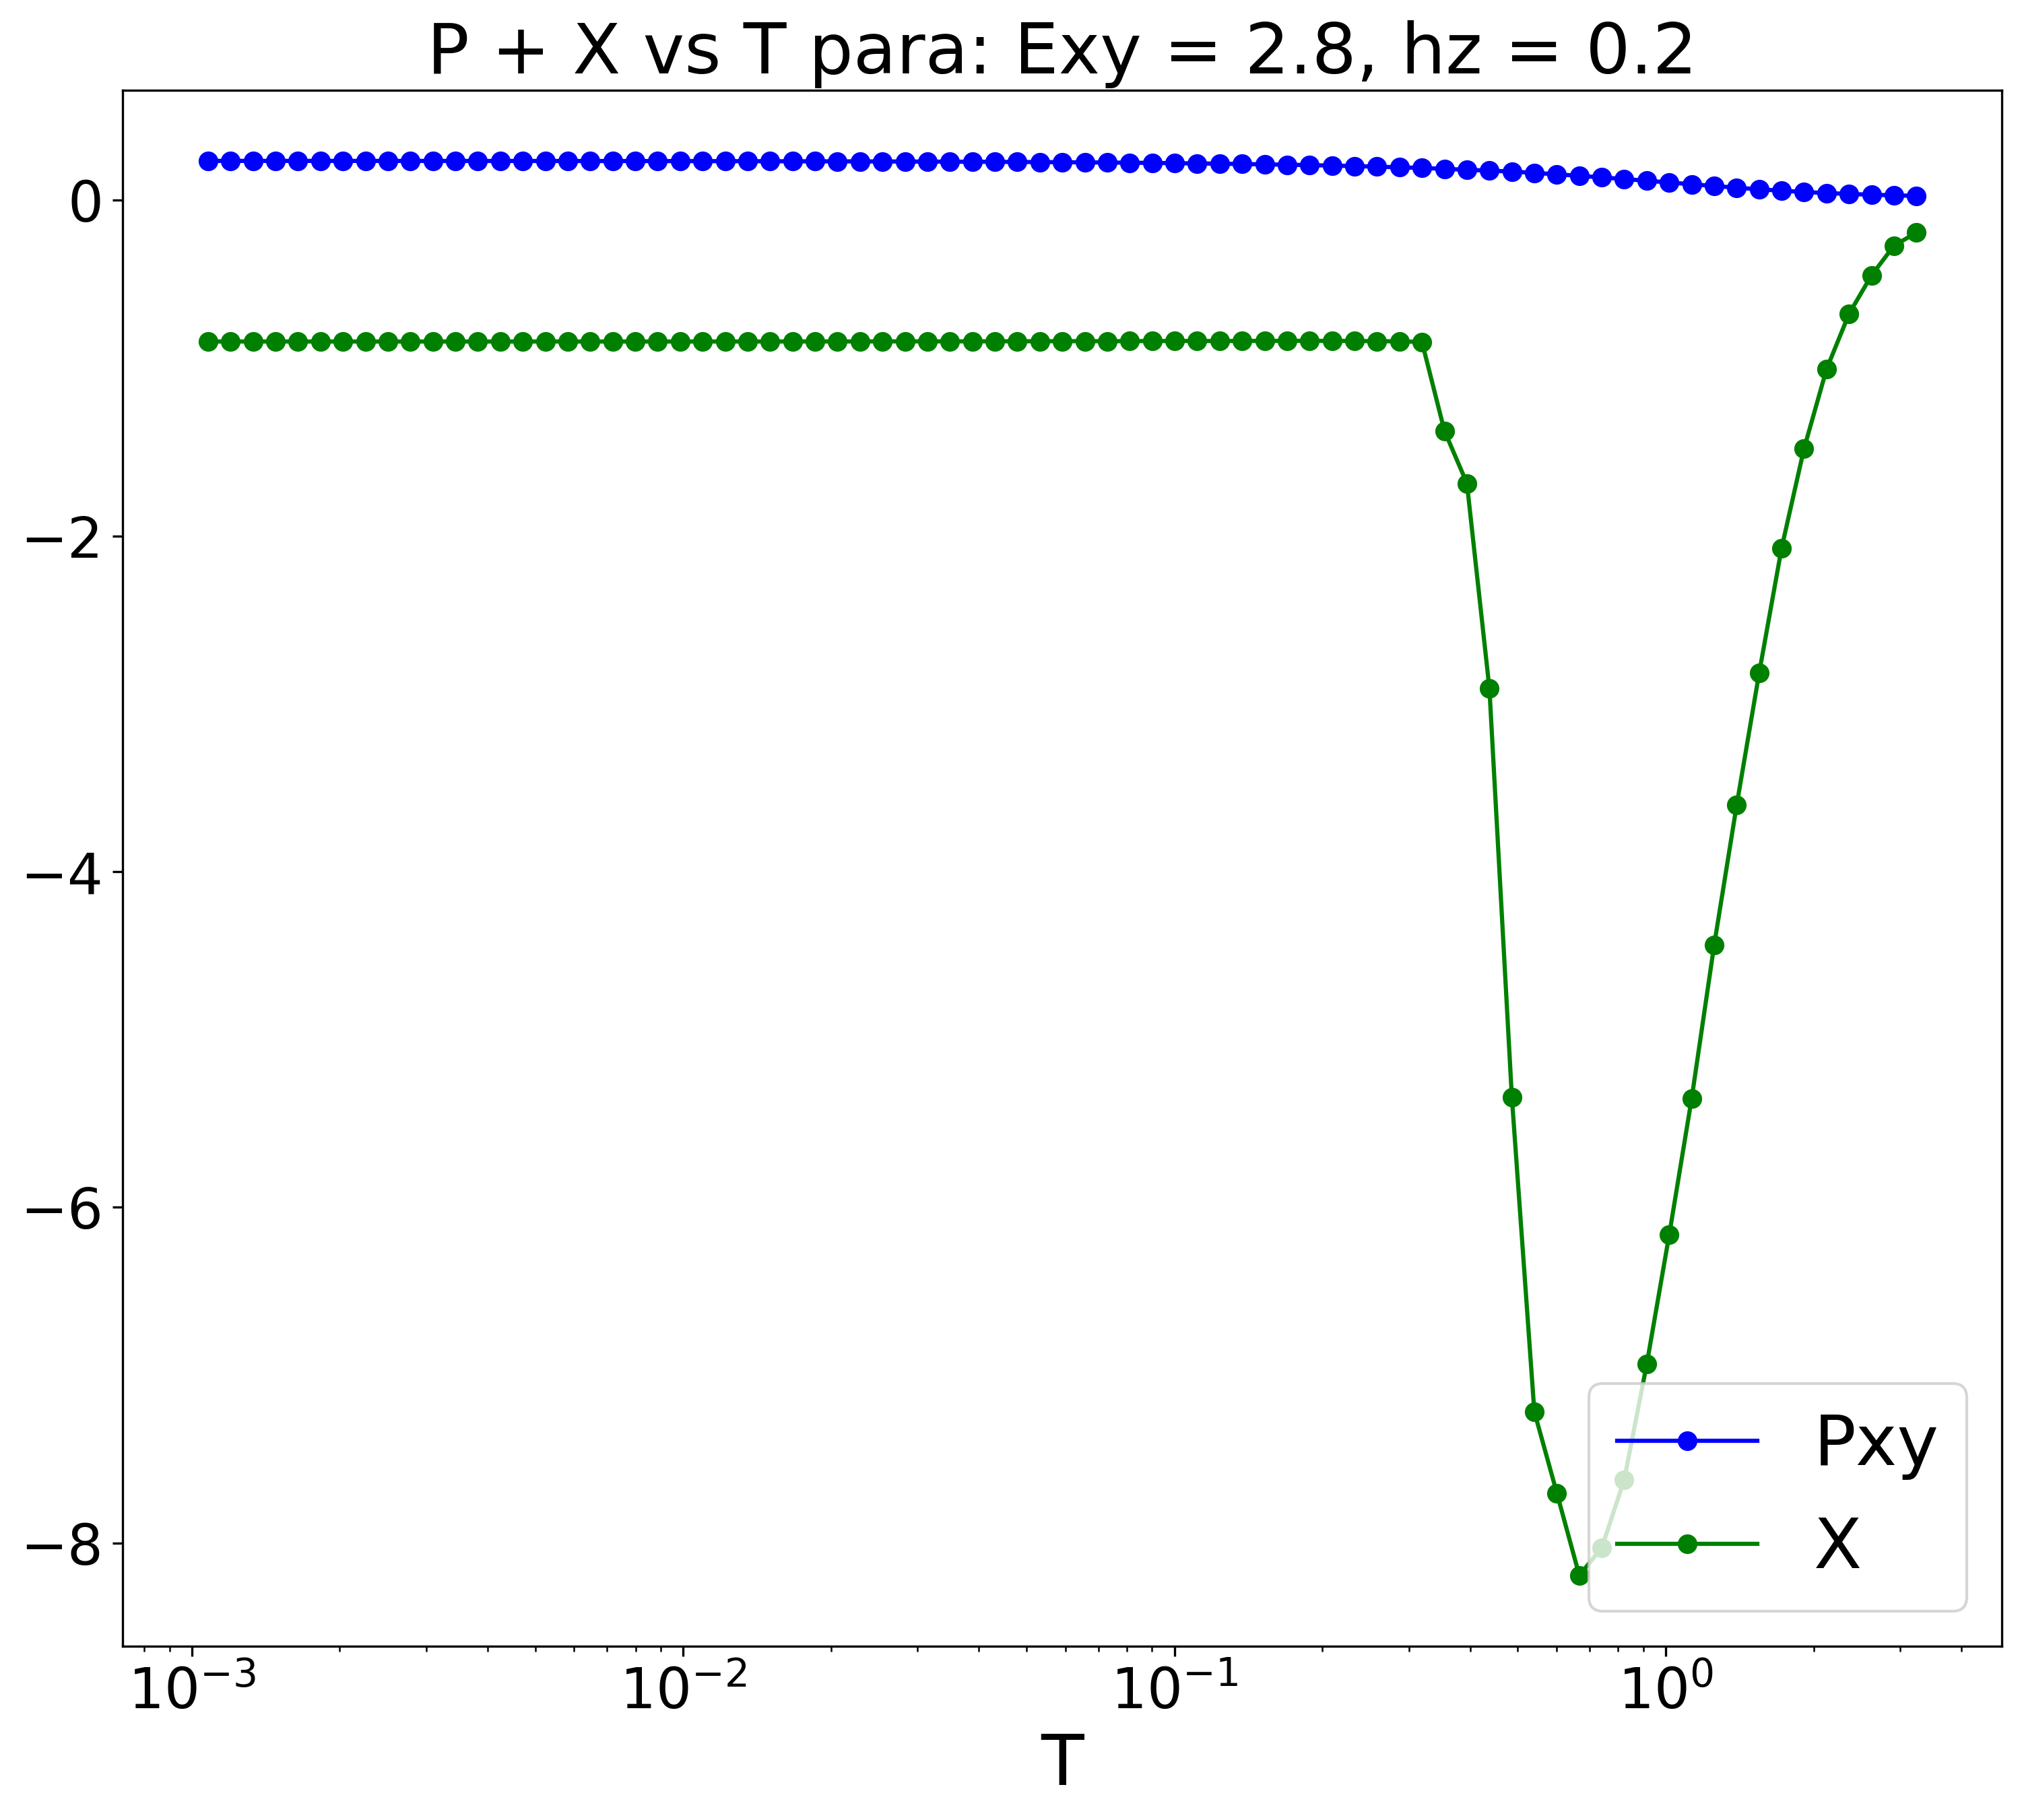 P + X vs T para: Exy = 2.8, hz = 0.2
0
−2
−4
−6
−8
10⁻³ 10⁻² 10⁻¹ 10⁰
T
Pxy
X